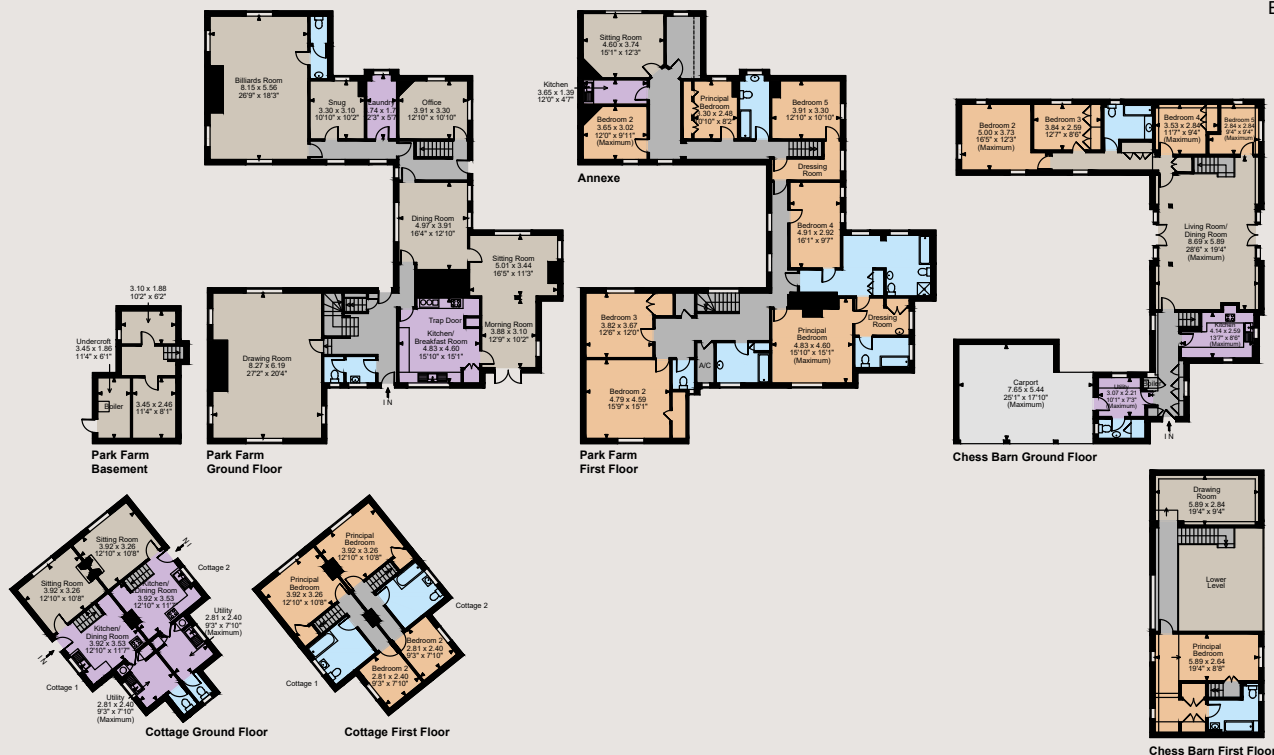 E
Billiards Room
8.15 x 5.56
26'9" x 18'3"
Snug
3.30 x 3.10
10'10" x 10'2"
Laundry
Office
3.91 x 3.30
12'10" x 10'10"
Dining Room
4.97 x 3.91
16'4" x 12'10"
Sitting Room
5.01 x 3.44
16'5" x 11'3"
Trap Door
Kitchen/
Breakfast Room
4.83 x 4.60
15'10" x 15'1"
Morning Room
3.88 x 3.10
12'9" x 10'2"
Drawing Room
8.27 x 6.19
27'2" x 20'4"
IN
Park Farm
Ground Floor
3.10 x 1.88
10'2" x 6'2"
Undercroft
3.45 x 1.86
11'4" x 6'1"
Boiler
3.45 x 2.46
11'4" x 8'1"
Park Farm
Basement
Sitting Room
4.60 x 3.74
15'1" x 12'3"
Kitchen
3.65 x 1.39
12'0" x 4'7"
Bedroom 2
3.65 x 3.02
12'0" x 9'11"
(Maximum)
Annexe
Principal
Bedroom
3.30 x 2.48
10'10" x 8'2"
Bedroom 5
3.91 x 3.30
12'10" x 10'10"
Dressing
Room
Bedroom 4
4.91 x 2.92
16'1" x 9'7"
Bedroom 3
3.82 x 3.67
12'6" x 12'0"
Principal
Bedroom
4.83 x 4.60
15'10" x 15'1"
(Maximum)
Dressing
Room
A/C
Bedroom 2
4.79 x 4.59
15'9" x 15'1"
Park Farm
First Floor
Bedroom 2
5.00 x 3.73
16'5" x 12'3"
(Maximum)
Bedroom 3
3.84 x 2.59
12'7" x 8'6"
Bedroom 4
3.53 x 2.84
11'7" x 9'4"
(Maximum)
Bedroom 5
2.84 x 2.84
9'4" x 9'4"
(Maximum)
Living Room/
Dining Room
8.69 x 5.89
28'6" x 19'4"
(Maximum)
Kitchen
4.14 x 2.59
13'7" x 8'6"
(Maximum)
Carport
7.65 x 5.44
25'1" x 17'10"
(Maximum)
Utility
3.07 x 2.21
10'1" x 7'3"
(Maximum)
Boiler
IN
Chess Barn Ground Floor
Drawing
Room
5.89 x 2.84
19'4" x 9'4"
Lower
Level
Principal
Bedroom
5.89 x 2.64
19'4" x 8'8"
Chess Barn First Floor
Sitting Room
3.92 x 3.26
12'10" x 10'8"
IN
Cottage 2
Sitting Room
3.92 x 3.26
12'10" x 10'8"
Kitchen/
Dining Room
3.92 x 3.53
12'10" x 11'7"
Kitchen/
Dining Room
3.92 x 3.53
12'10" x 11'7"
Utility
2.81 x 2.40
9'3" x 7'10"
(Maximum)
IN
Cottage 1
Utility
2.81 x 2.40
9'3" x 7'10"
(Maximum)
Cottage Ground Floor
Principal
Bedroom
3.92 x 3.26
12'10" x 10'8"
Principal
Bedroom
3.92 x 3.26
12'10" x 10'8"
Cottage 2
Bedroom 2
2.81 x 2.40
9'3" x 7'10"
Bedroom 2
2.81 x 2.40
9'3" x 7'10"
Cottage 1
Cottage First Floor